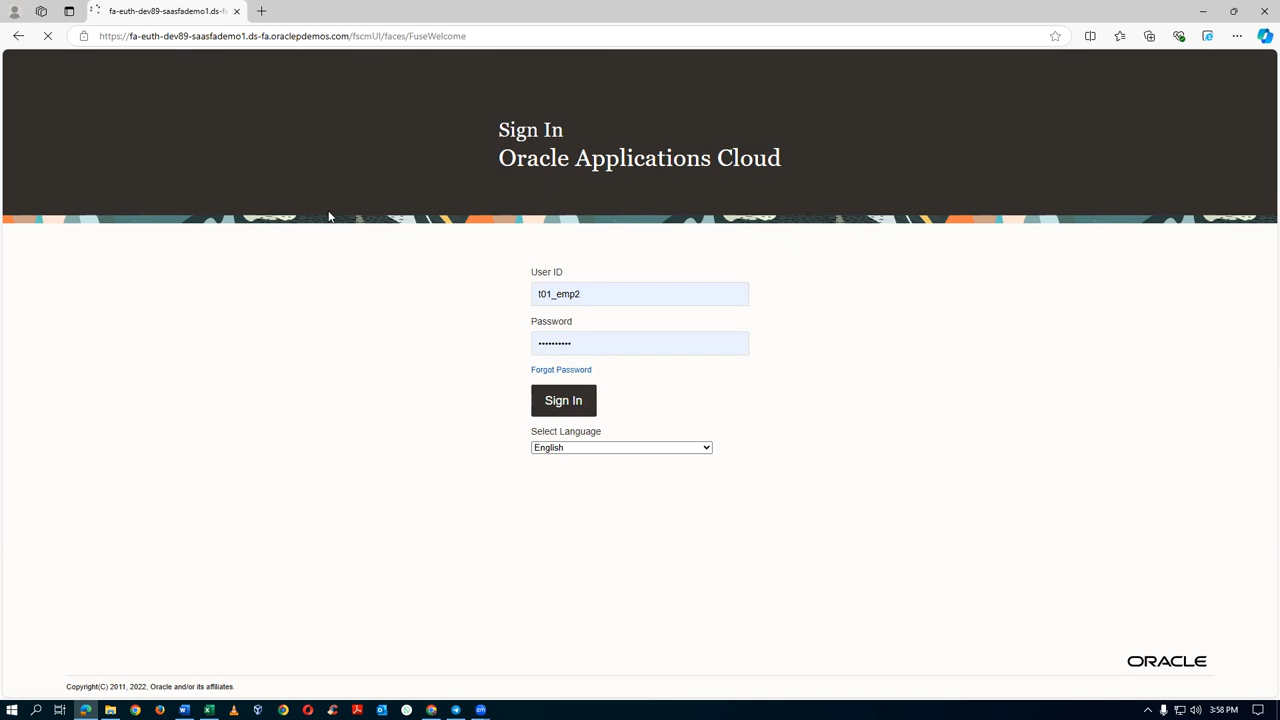 fa-euth-dev89-saasfademo1.ds-f
https://fa-euth-dev89-saasfademo1.ds-fa.oraclepdemos.com/fscmUI/faces/FuseWelcome
Sign In
Oracle Applications Cloud
User ID
t01_emp2
Password
••••••••••
Forgot Password
Sign In
Select Language
English
ORACLE
Copyright(C) 2011, 2022, Oracle and/or its affiliates.
3:58 PM